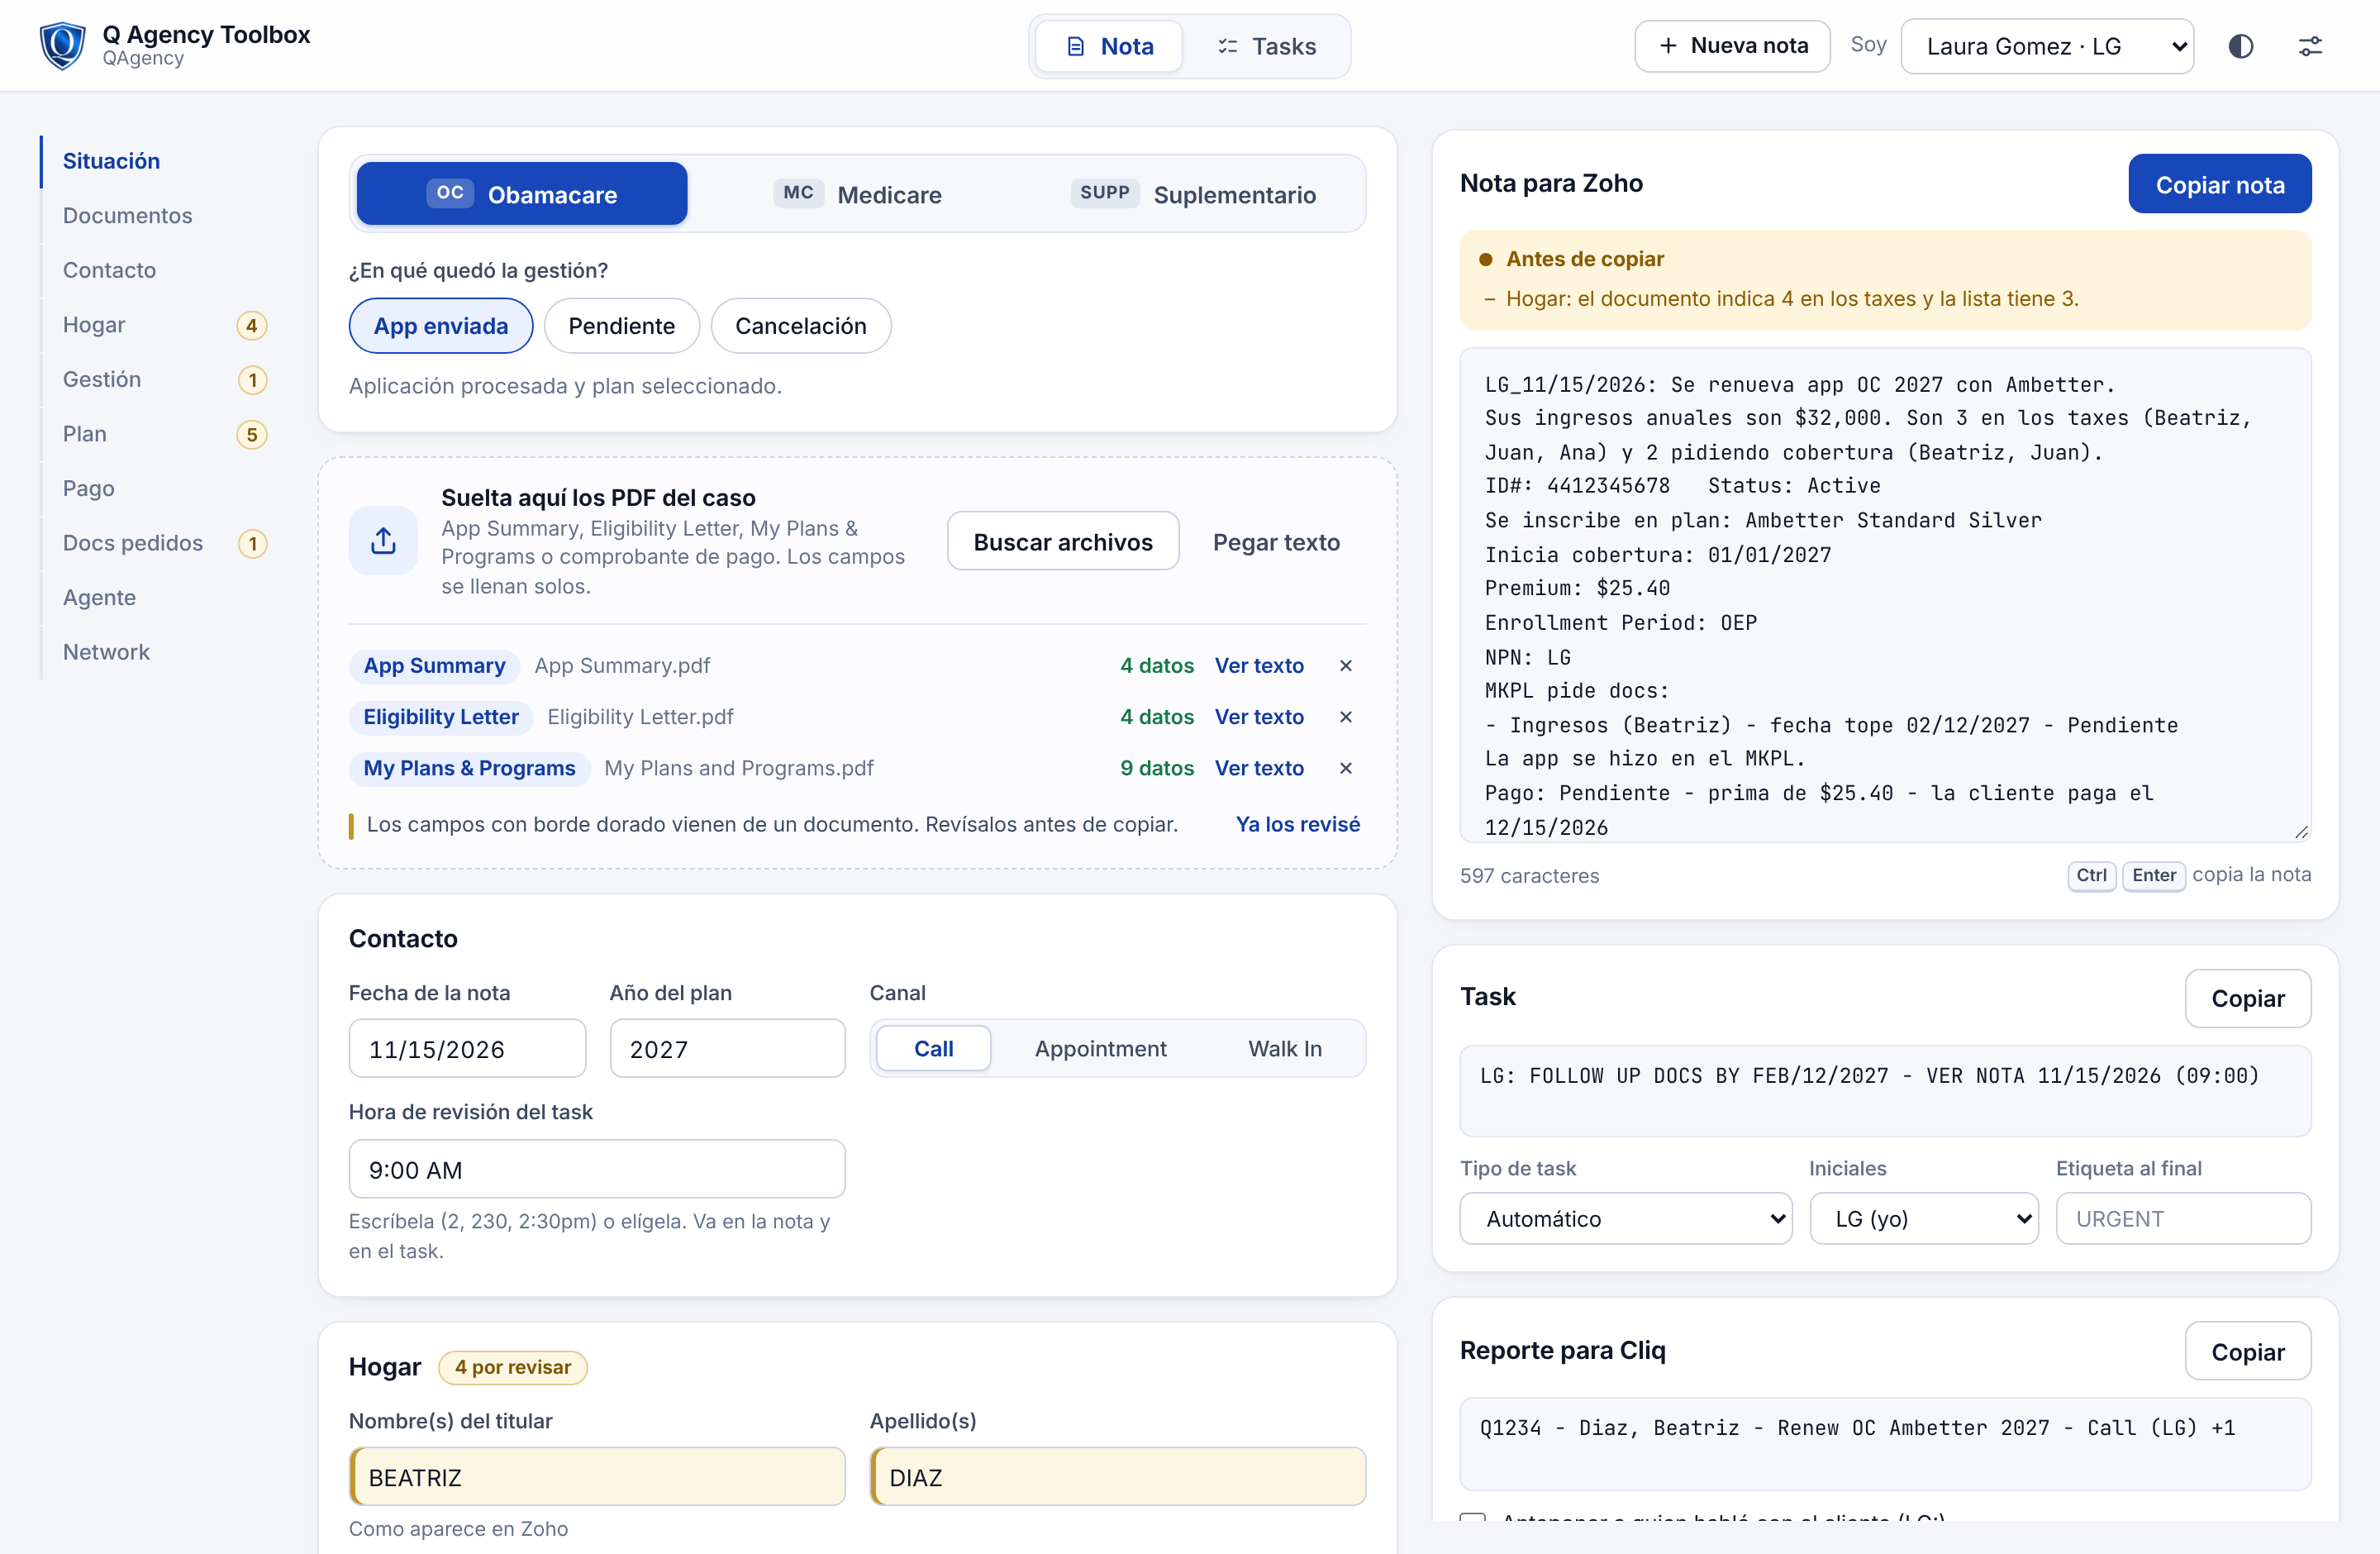 Q Agency Toolbox
QAgency
Nota
Tasks
+ Nueva nota
Soy
Laura Gomez · LG
Situación
Documentos
Contacto
Hogar 4
Gestión 1
Plan 5
Pago
Docs pedidos 1
Agente
Network
OC Obamacare
MC Medicare
SUPP Suplementario
¿En qué quedó la gestión?
App enviada
Pendiente
Cancelación
Aplicación procesada y plan seleccionado.
Suelta aquí los PDF del caso
App Summary, Eligibility Letter, My Plans &
Programs o comprobante de pago. Los campos
se llenan solos.
Buscar archivos
Pegar texto
App Summary App Summary.pdf 4 datos Ver texto ×
Eligibility Letter Eligibility Letter.pdf 4 datos Ver texto ×
My Plans & Programs My Plans and Programs.pdf 9 datos Ver texto ×
Los campos con borde dorado vienen de un documento. Revísalos antes de copiar. Ya los revisé
Contacto
Fecha de la nota
11/15/2026
Año del plan
2027
Canal
Call
Appointment
Walk In
Hora de revisión del task
9:00 AM
Escríbela (2, 230, 2:30pm) o elígela. Va en la nota y
en el task.
Hogar 4 por revisar
Nombre(s) del titular
BEATRIZ
Como aparece en Zoho
Apellido(s)
DIAZ
Nota para Zoho
Copiar nota
Antes de copiar
– Hogar: el documento indica 4 en los taxes y la lista tiene 3.
LG_11/15/2026: Se renueva app OC 2027 con Ambetter.
Sus ingresos anuales son $32,000. Son 3 en los taxes (Beatriz,
Juan, Ana) y 2 pidiendo cobertura (Beatriz, Juan).
ID#: 4412345678 Status: Active
Se inscribe en plan: Ambetter Standard Silver
Inicia cobertura: 01/01/2027
Premium: $25.40
Enrollment Period: OEP
NPN: LG
MKPL pide docs:
- Ingresos (Beatriz) - fecha tope 02/12/2027 - Pendiente
La app se hizo en el MKPL.
Pago: Pendiente - prima de $25.40 - la cliente paga el
12/15/2026
597 caracteres
Ctrl Enter copia la nota
Task
Copiar
LG: FOLLOW UP DOCS BY FEB/12/2027 - VER NOTA 11/15/2026 (09:00)
Tipo de task
Automático
Iniciales
LG (yo)
Etiqueta al final
URGENT
Reporte para Cliq
Copiar
Q1234 - Diaz, Beatriz - Renew OC Ambetter 2027 - Call (LG) +1